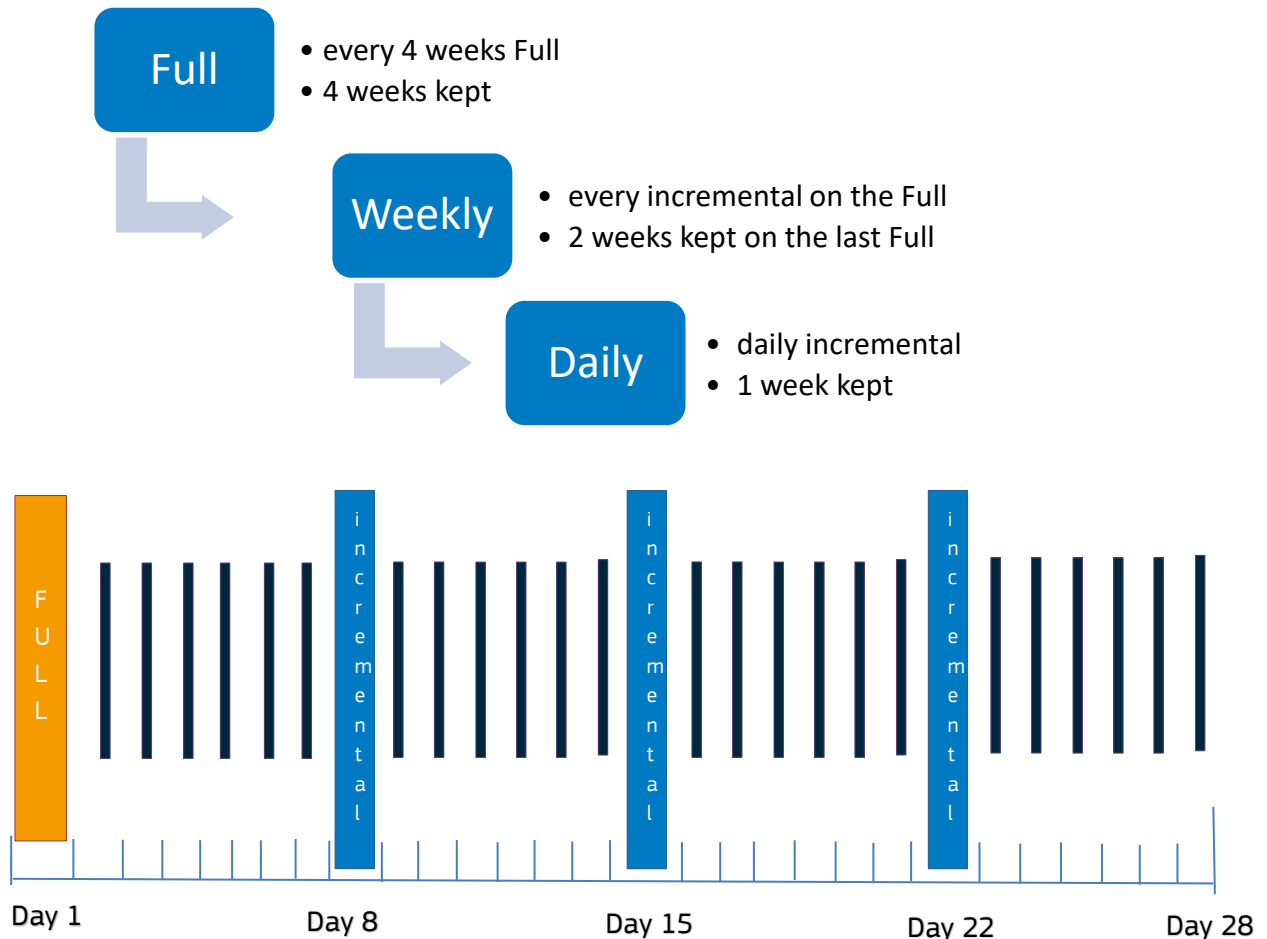 Full
• every 4 weeks Full
• 4 weeks kept
Weekly
• every incremental on the Full
• 2 weeks kept on the last Full
Daily
• daily incremental
• 1 week kept
FULL
incremental
incremental
incremental
Day 1
Day 8
Day 15
Day 22
Day 28